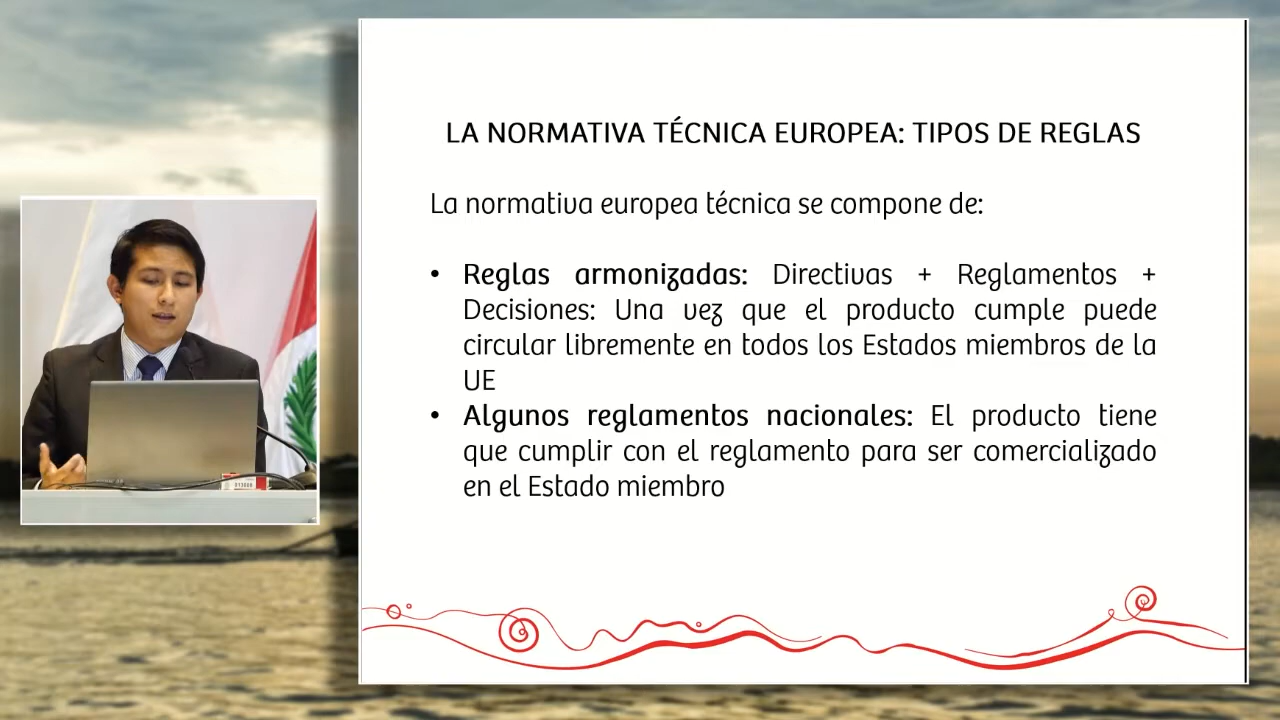 LA NORMATIVA TÉCNICA EUROPEA: TIPOS DE REGLAS
La normativa europea técnica se compone de:
• Reglas armonizadas: Directivas + Reglamentos +
Decisiones: Una vez que el producto cumple puede
circular libremente en todos los Estados miembros de la
UE
• Algunos reglamentos nacionales: El producto tiene
que cumplir con el reglamento para ser comercializado
en el Estado miembro